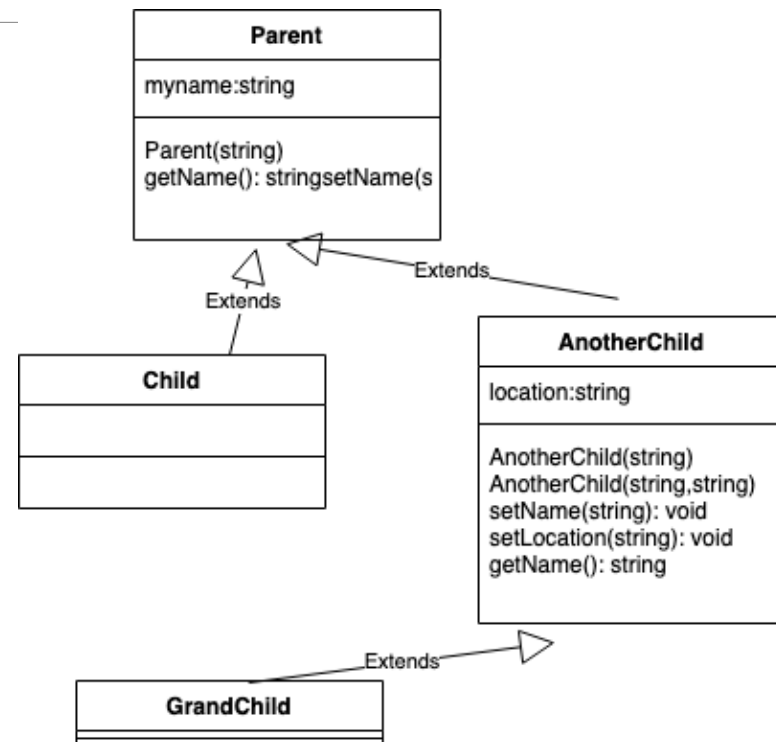 Parent
myname:string
Parent(string)
getName(): stringsetName(s
Extends
Extends
Child
AnotherChild
location:string
AnotherChild(string)
AnotherChild(string,string)
setName(string): void
setLocation(string): void
getName(): string
Extends
GrandChild